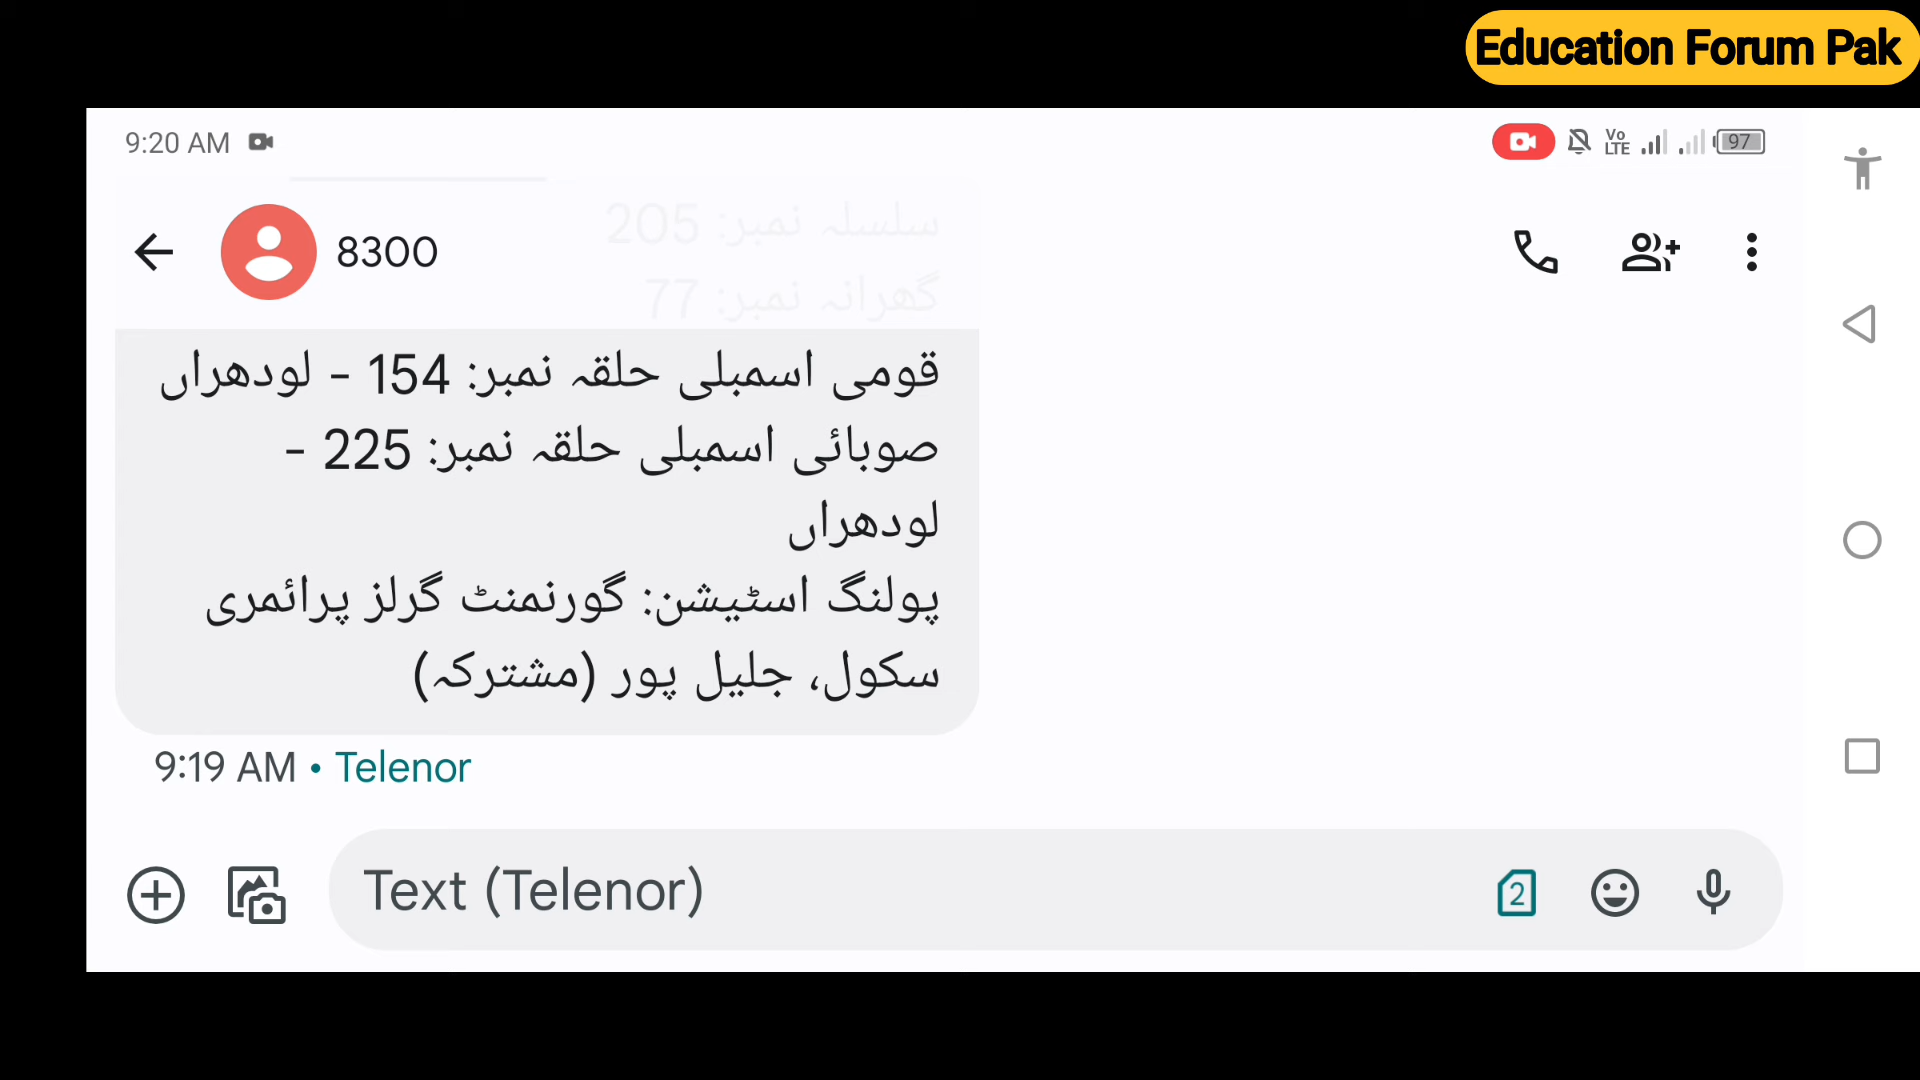 Education Forum Pak
9:20 AM
Vo LTE
97
سلسلہ نمبر: 205
8300
گھرانہ نمبر: 77
قومی اسمبلی حلقہ نمبر: 154 - لودھراں
صوبائی اسمبلی حلقہ نمبر: 225 -
لودھراں
پولنگ اسٹیشن: گورنمنٹ گرلز پرائمری
سکول، جلیل پور (مشترکہ)
9:19 AM • Telenor
Text (Telenor)
2